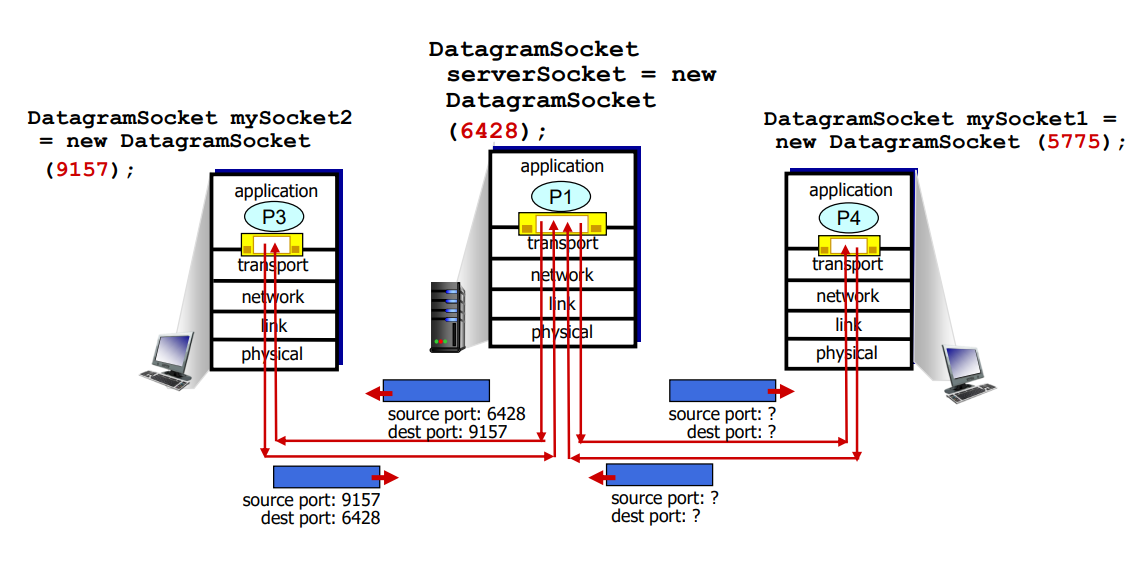 DatagramSocket
serverSocket = new
DatagramSocket
(6428);
DatagramSocket mySocket2
= new DatagramSocket
(9157);
DatagramSocket mySocket1 =
new DatagramSocket (5775);
application
P3
transport
network
link
physical
application
P1
transport
network
link
physical
application
P4
transport
network
link
physical
source port: 6428
dest port: 9157
source port: ?
dest port: ?
source port: 9157
dest port: 6428
source port: ?
dest port: ?